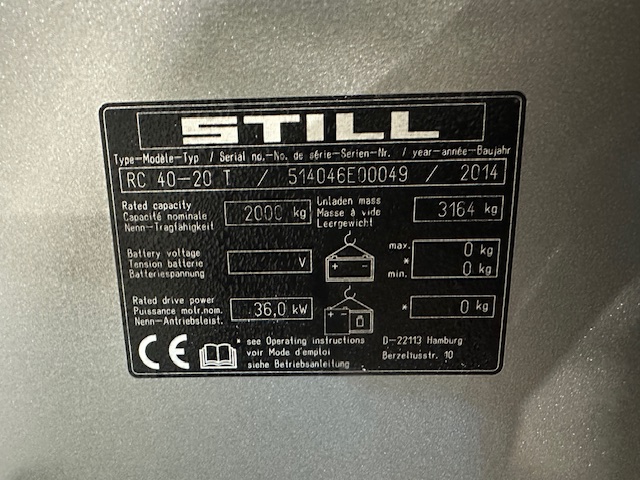 STILL
Type-Modèle-Typ / Serial no.-No. de série-Serien-Nr. / year-année-Baujahr
RC 40-20 T / 514046E00049 / 2014
Rated capacity
Capacité nominale
Nenn-Tragfähigkeit
2000 kg
Unladen mass
Masse à vide
Leergewicht
3164 kg
Battery voltage
Tension batterie
Batteriespannung
V
+ -
max.
*
min.
0 kg
0 kg
Rated drive power
Puissance motr.nom.
Nenn-Antriebsleist.
36,0 kW
+ -
* 0 kg
CE
* see Operating instructions
voir Mode d'emploi
siehe Betriebsanleitung
D-22113 Hamburg
Berzeliusstr. 10